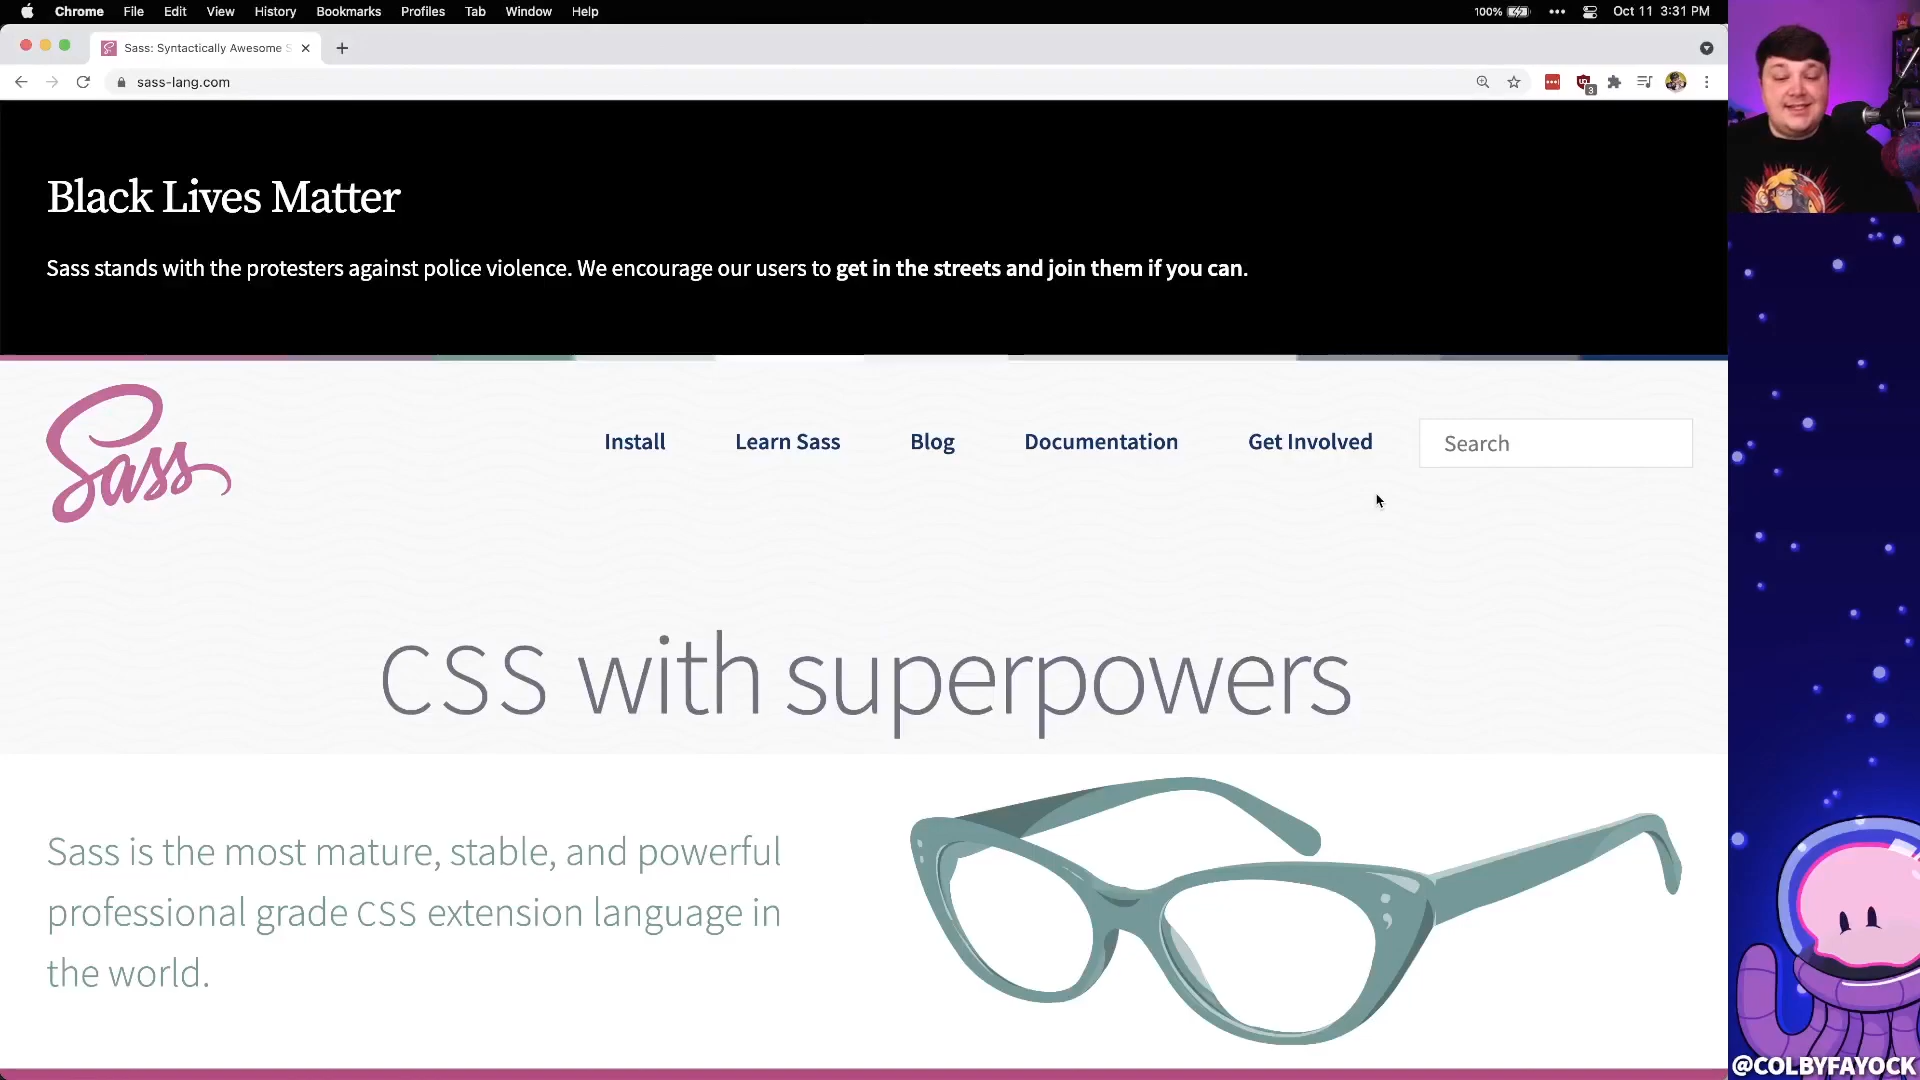 Chrome File Edit View History Bookmarks Profiles Tab Window Help 100% Oct 11 3:31 PM
Sass: Syntactically Awesome S
sass-lang.com
3
Black Lives Matter
Sass stands with the protesters against police violence. We encourage our users to get in the streets and join them if you can.
Sass
Install Learn Sass Blog Documentation Get Involved Search
CSS with superpowers
Sass is the most mature, stable, and powerful
professional grade CSS extension language in
the world.
@COLBYFAYOCK